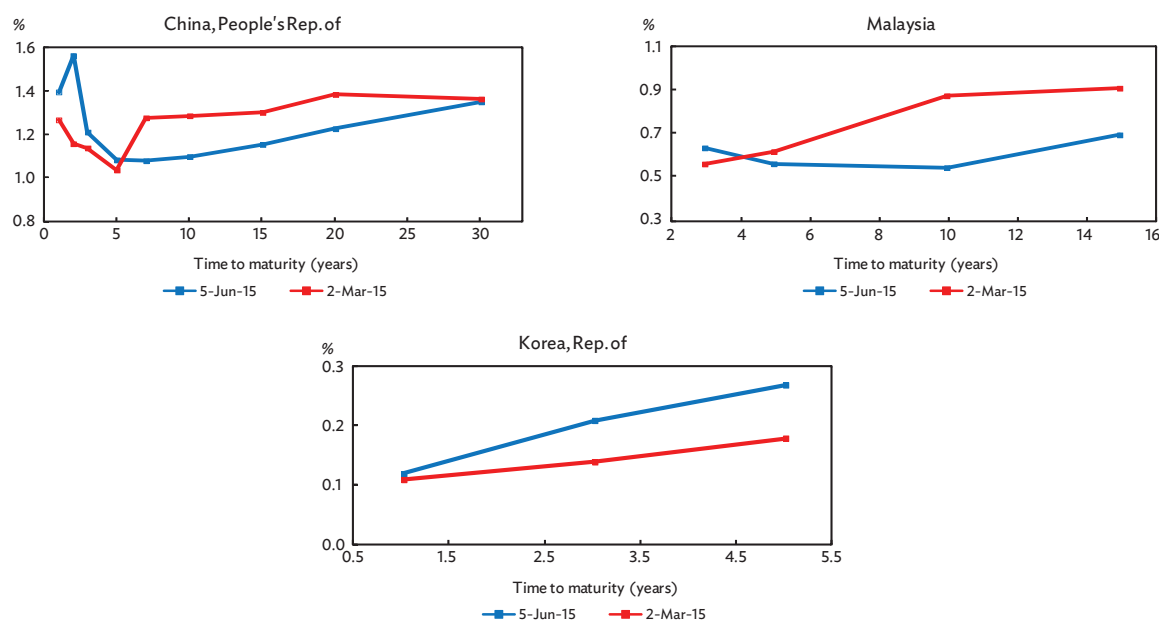 China, People's Rep. of
%
1.6
1.4
1.2
1.0
0.8
0 5 10 15 20 25 30
Time to maturity (years)
5-Jun-15 2-Mar-15
Malaysia
%
1.1
0.9
0.7
0.5
0.3
2 4 6 8 10 12 14 16
Time to maturity (years)
5-Jun-15 2-Mar-15
Korea, Rep. of
%
0.3
0.2
0.1
0.0
0.5 1.5 2.5 3.5 4.5 5.5
Time to maturity (years)
5-Jun-15 2-Mar-15